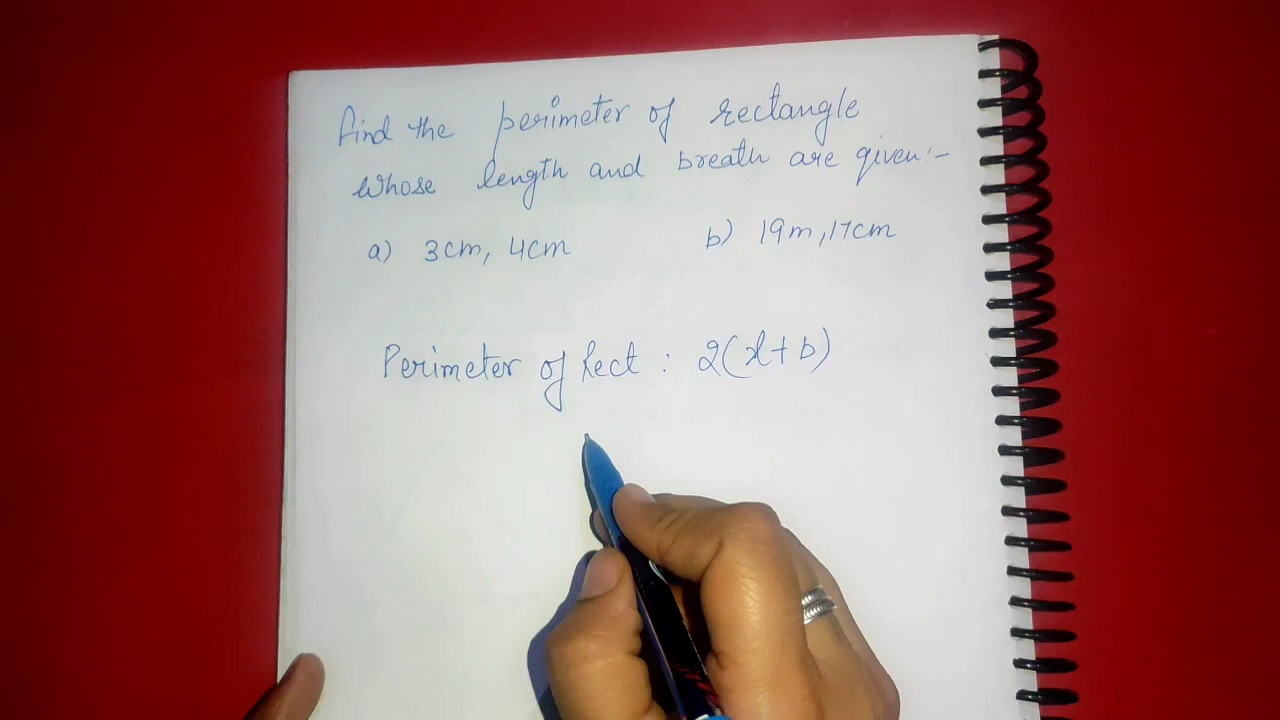 find the perimeter of rectangle
whose length and breath are given:-
a) 3cm, 4cm b) 19m, 17cm
Perimeter of Rect : 2(l+b)